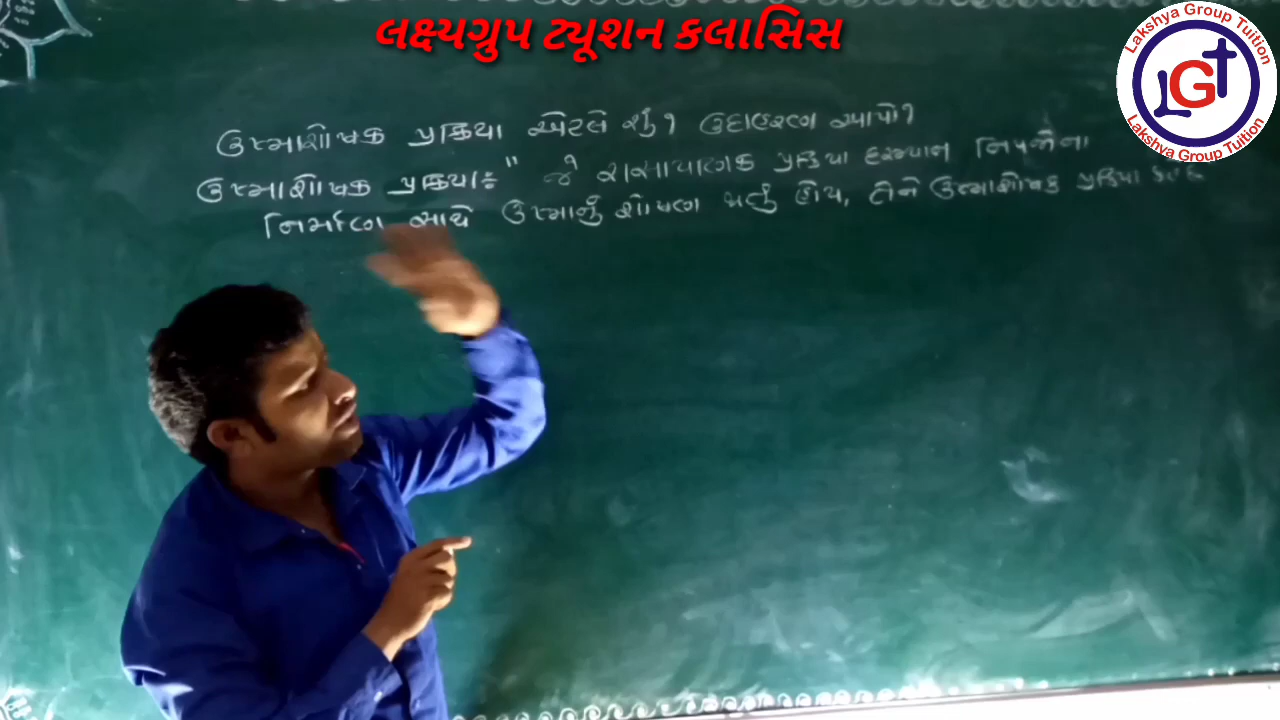 લક્ષ્યગ્રુપ ટ્યૂશન કલાસિસ
Lakshya Group Tuition
LGT
Lakshya Group Tuition
ઉષ્માશોષક પ્રક્રિયા એટલે શું? ઉદાહરણ આપો?
ઉષ્માશોષક પ્રક્રિયાઃ " જે રાસાયણિક પ્રક્રિયા દરમ્યાન નિપજોના
નિર્માણ સાથે ઉષ્માનું શોષણ થતું હોય, તેને ઉષ્માશોષક પ્રક્રિયા કહે